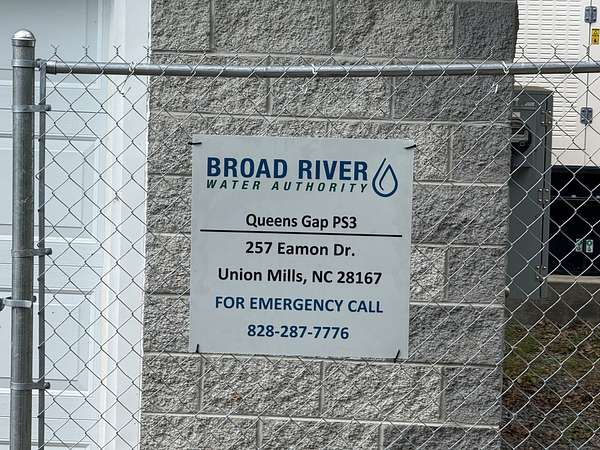 BROAD RIVER
WATER AUTHORITY
Queens Gap PS3
257 Eamon Dr.
Union Mills, NC 28167
FOR EMERGENCY CALL
828-287-7776